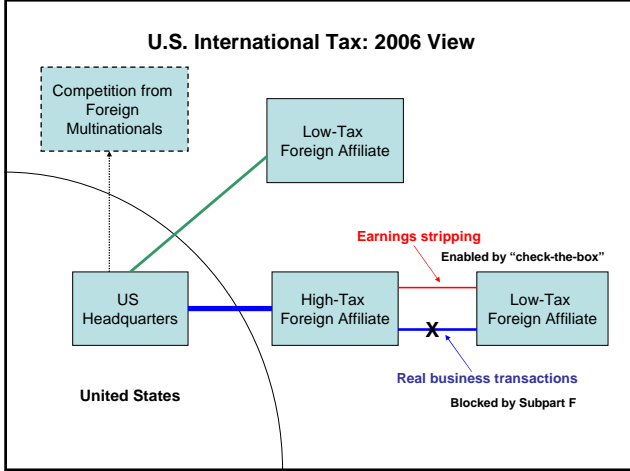 U.S. International Tax: 2006 View
Competition from
Foreign
Multinationals
Low-Tax
Foreign Affiliate
Earnings stripping
Enabled by “check-the-box”
US
Headquarters
High-Tax
Foreign Affiliate
Low-Tax
Foreign Affiliate
X
Real business transactions
United States
Blocked by Subpart F